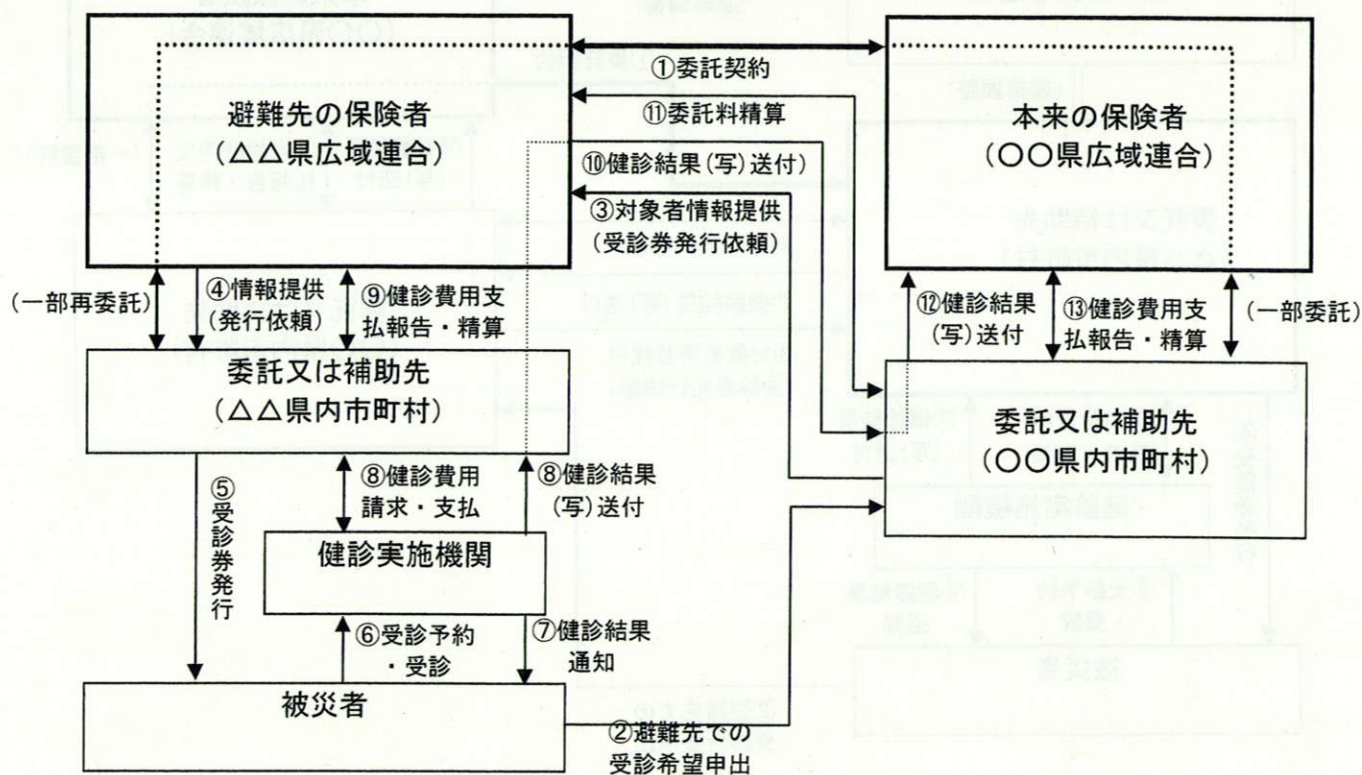 避難先の保険者
(△△県広域連合)
①委託契約
⑪委託料精算
⑩健診結果(写)送付)
③対象者情報提供
(受診券発行依頼)
本来の保険者
(〇〇県広域連合)
(一部再委託)
④情報提供
(発行依頼)
⑨健診費用支
払報告・精算
⑫健診結果
(写)送付
⑬健診費用支
払報告・精算
(一部委託)
委託又は補助先
(△△県内市町村)
委託又は補助先
(〇〇県内市町村)
⑤受診券発行
⑧健診費用
請求・支払
⑧健診結果
(写)送付
健診実施機関
⑥受診予約
・受診
⑦健診結果
通知
被災者
②避難先での
受診希望申出